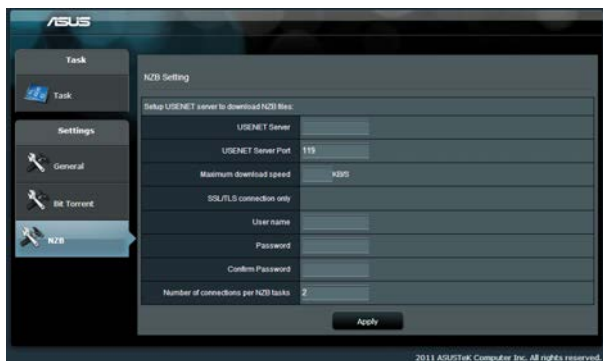 ASUS
Task
Task
Settings
General
Bit Torrent
NZB
NZB Setting
Setup USENET server to download NZB files:
USENET Server
USENET Server Port 119
Maximum download speed KB/S
SSL/TLS connection only
User name
Password
Confirm Password
Number of connections per NZB tasks 2
Apply
2011 ASUSTeK Computer Inc. All rights reserved.